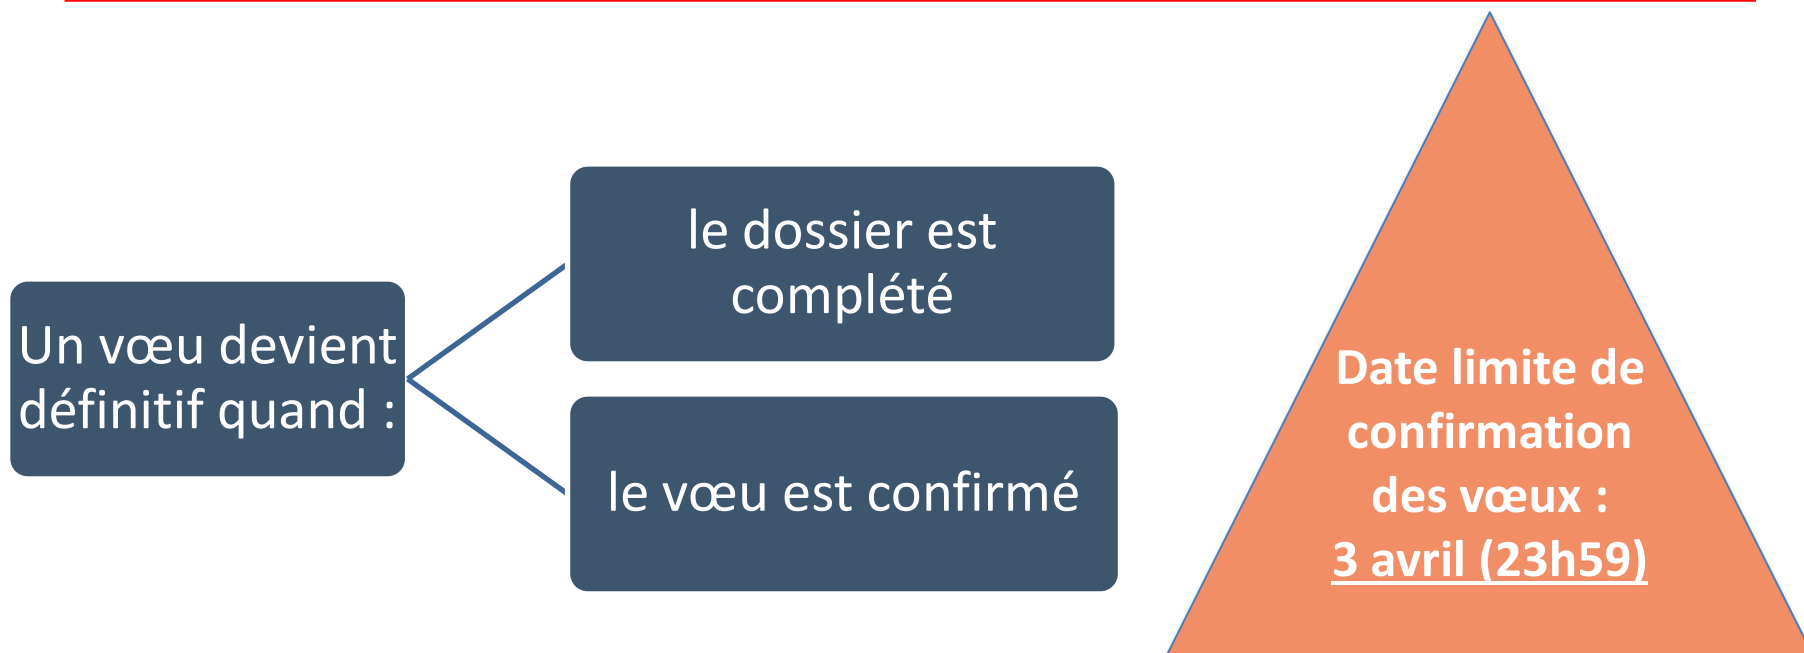 Un vœu devient
définitif quand :
le dossier est
complété
le vœu est confirmé
Date limite de
confirmation
des vœux :
3 avril (23h59)